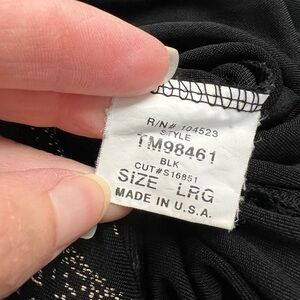 R/N# 104523
STYLE
TM98461
BLK
CUT#S16851
SiZE LRG
MADE IN U.S.A.